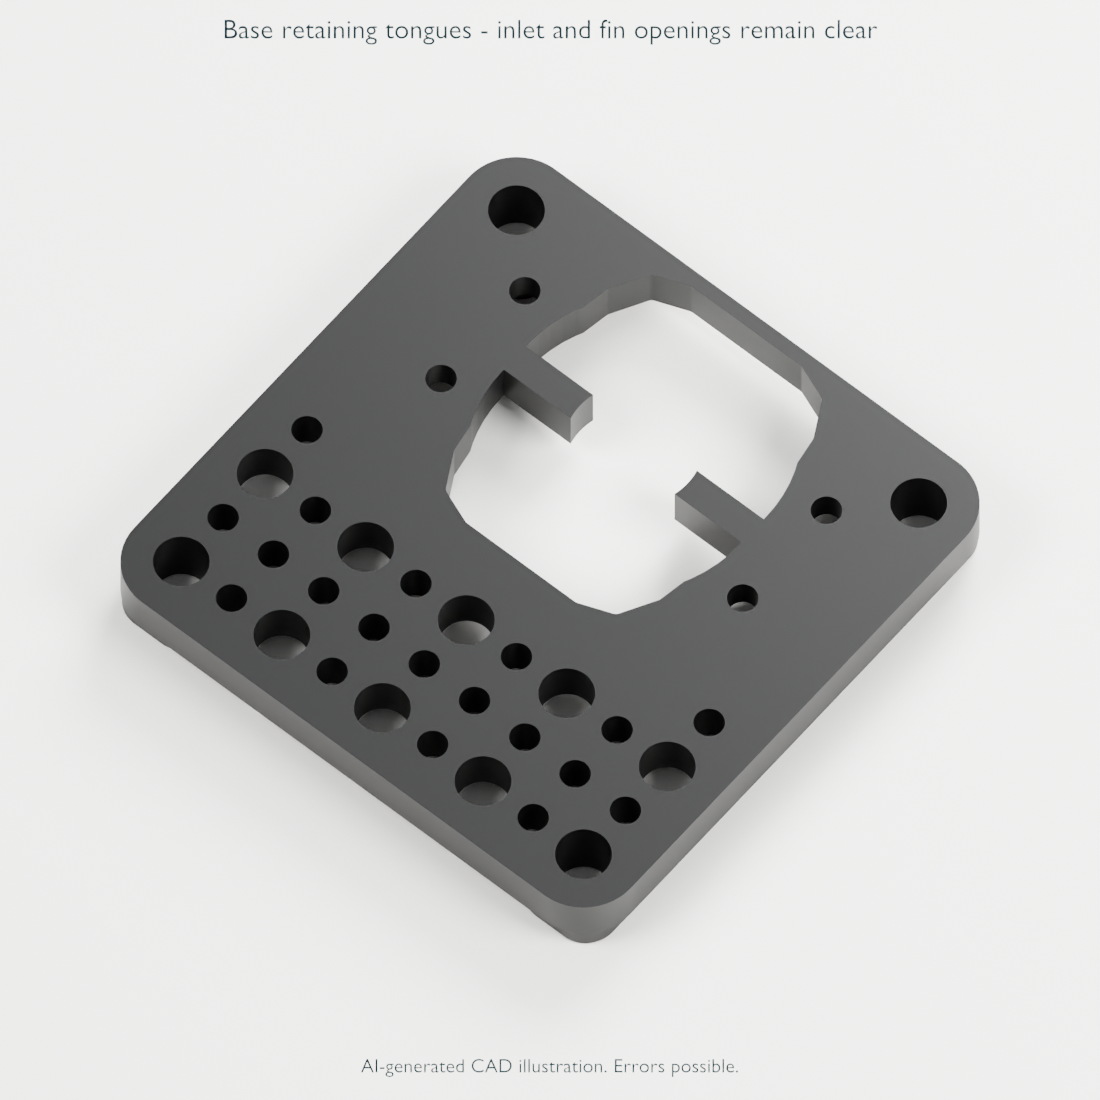 Base retaining tongues - inlet and fin openings remain clear
AI-generated CAD illustration. Errors possible.